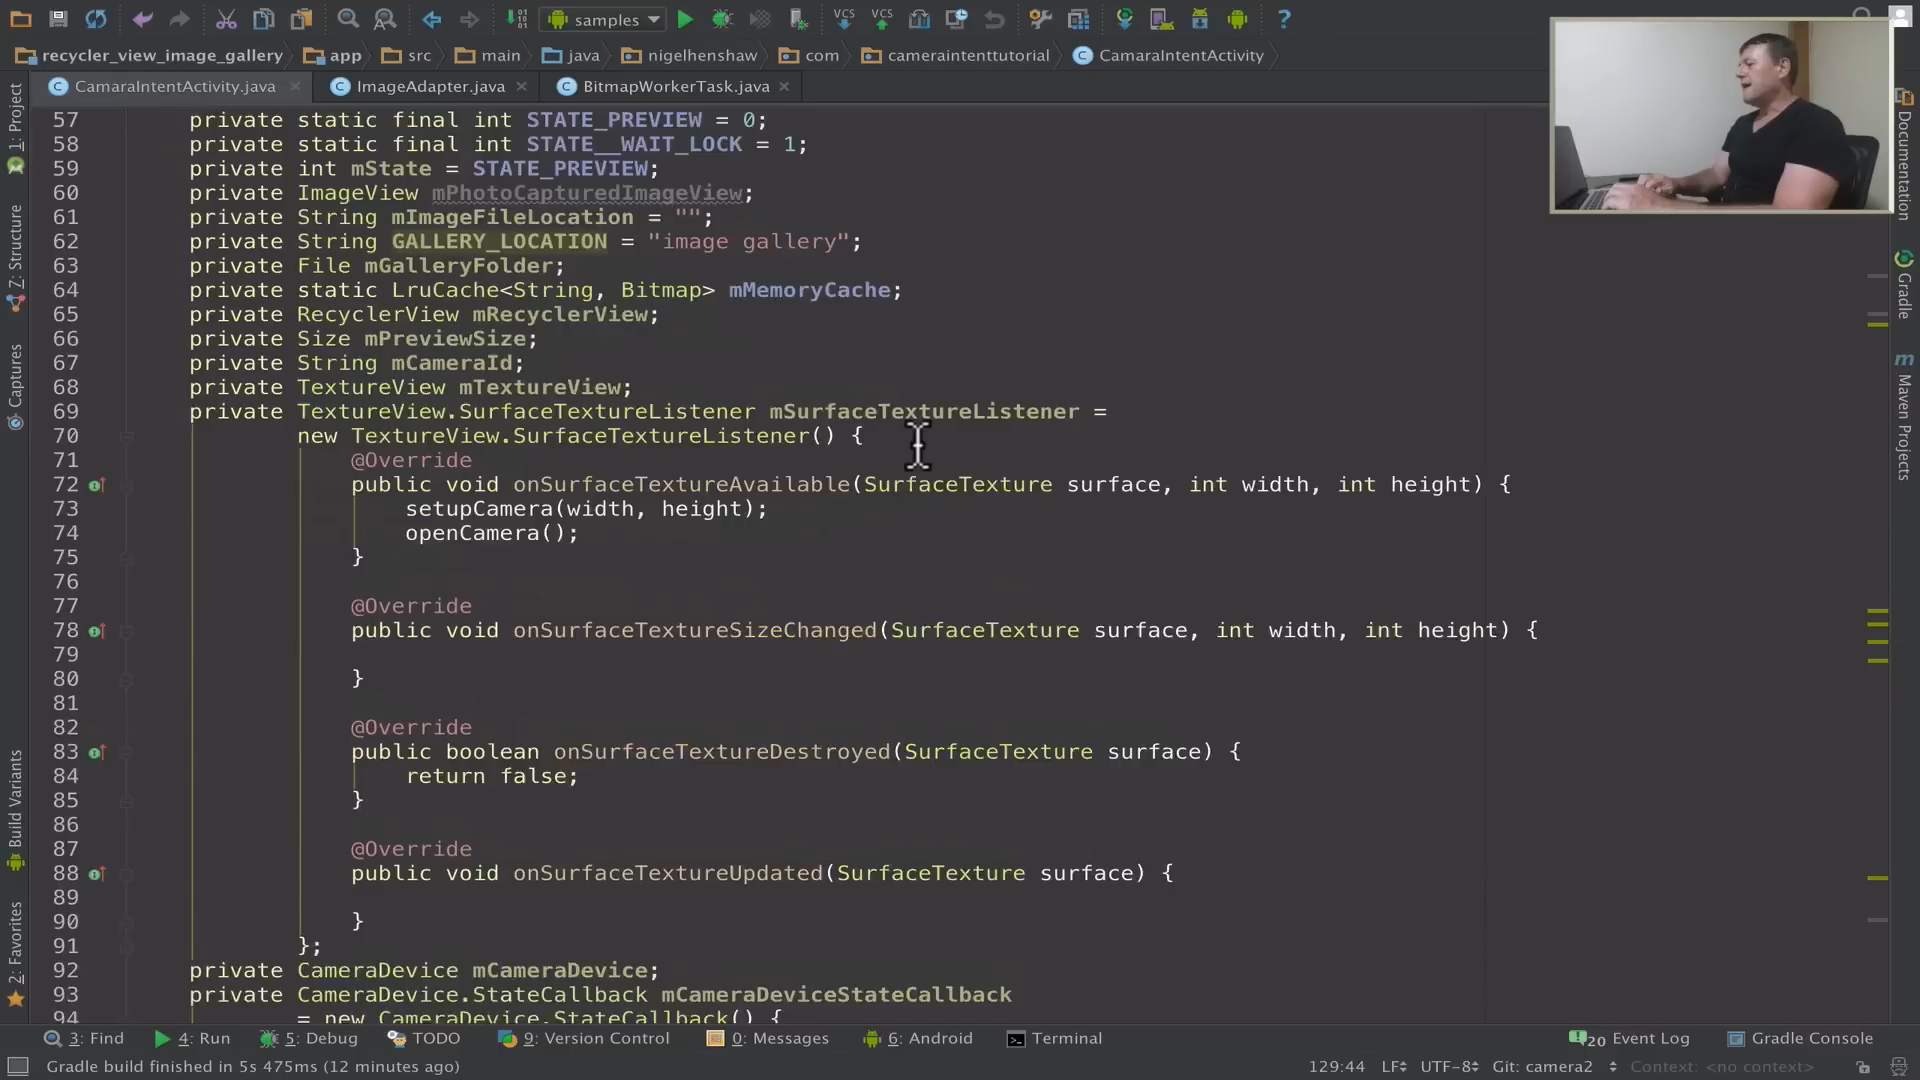 samples
recycler_view_image_gallery app src main java nigelhenshaw com cameraintenttutorial CamaraIntentActivity
CamaraIntentActivity.java ImageAdapter.java BitmapWorkerTask.java
57 private static final int STATE_PREVIEW = 0;
58 private static final int STATE__WAIT_LOCK = 1;
59 private int mState = STATE_PREVIEW;
60 private ImageView mPhotoCapturedImageView;
61 private String mImageFileLocation = "";
62 private String GALLERY_LOCATION = "image gallery";
63 private File mGalleryFolder;
64 private static LruCache<String, Bitmap> mMemoryCache;
65 private RecyclerView mRecyclerView;
66 private Size mPreviewSize;
67 private String mCameraId;
68 private TextureView mTextureView;
69 private TextureView.SurfaceTextureListener mSurfaceTextureListener =
70 new TextureView.SurfaceTextureListener() {
71 @Override
72 public void onSurfaceTextureAvailable(SurfaceTexture surface, int width, int height) {
73 setupCamera(width, height);
74 openCamera();
75 }
76
77 @Override
78 public void onSurfaceTextureSizeChanged(SurfaceTexture surface, int width, int height) {
79
80 }
81
82 @Override
83 public boolean onSurfaceTextureDestroyed(SurfaceTexture surface) {
84 return false;
85 }
86
87 @Override
88 public void onSurfaceTextureUpdated(SurfaceTexture surface) {
89
90 }
91 };
92 private CameraDevice mCameraDevice;
93 private CameraDevice.StateCallback mCameraDeviceStateCallback
94 = new CameraDevice.StateCallback() {
1: Project
7: Structure
Captures
Build Variants
2: Favorites
Documentation
Gradle
Maven Projects
3: Find 4: Run 5: Debug TODO 9: Version Control 0: Messages 6: Android Terminal 20 Event Log Gradle Console
Gradle build finished in 5s 475ms (12 minutes ago) 129:44 LF UTF-8 Git: camera2 Context: <no context>